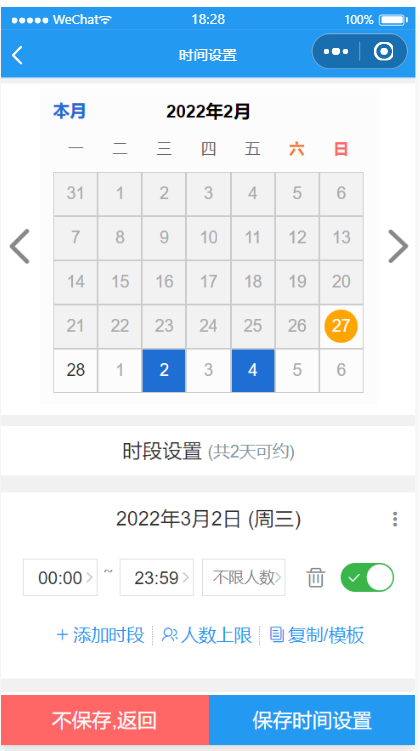 WeChat 18:28 100%
时间设置
本月 2022年2月
一 二 三 四 五 六 日
31 1 2 3 4 5 6
7 8 9 10 11 12 13
14 15 16 17 18 19 20
21 22 23 24 25 26 27
28 1 2 3 4 5 6
时段设置 (共2天可约)
2022年3月2日 (周三)
00:00 ~ 23:59 不限人数
+ 添加时段 人数上限 复制/模板
不保存,返回 保存时间设置